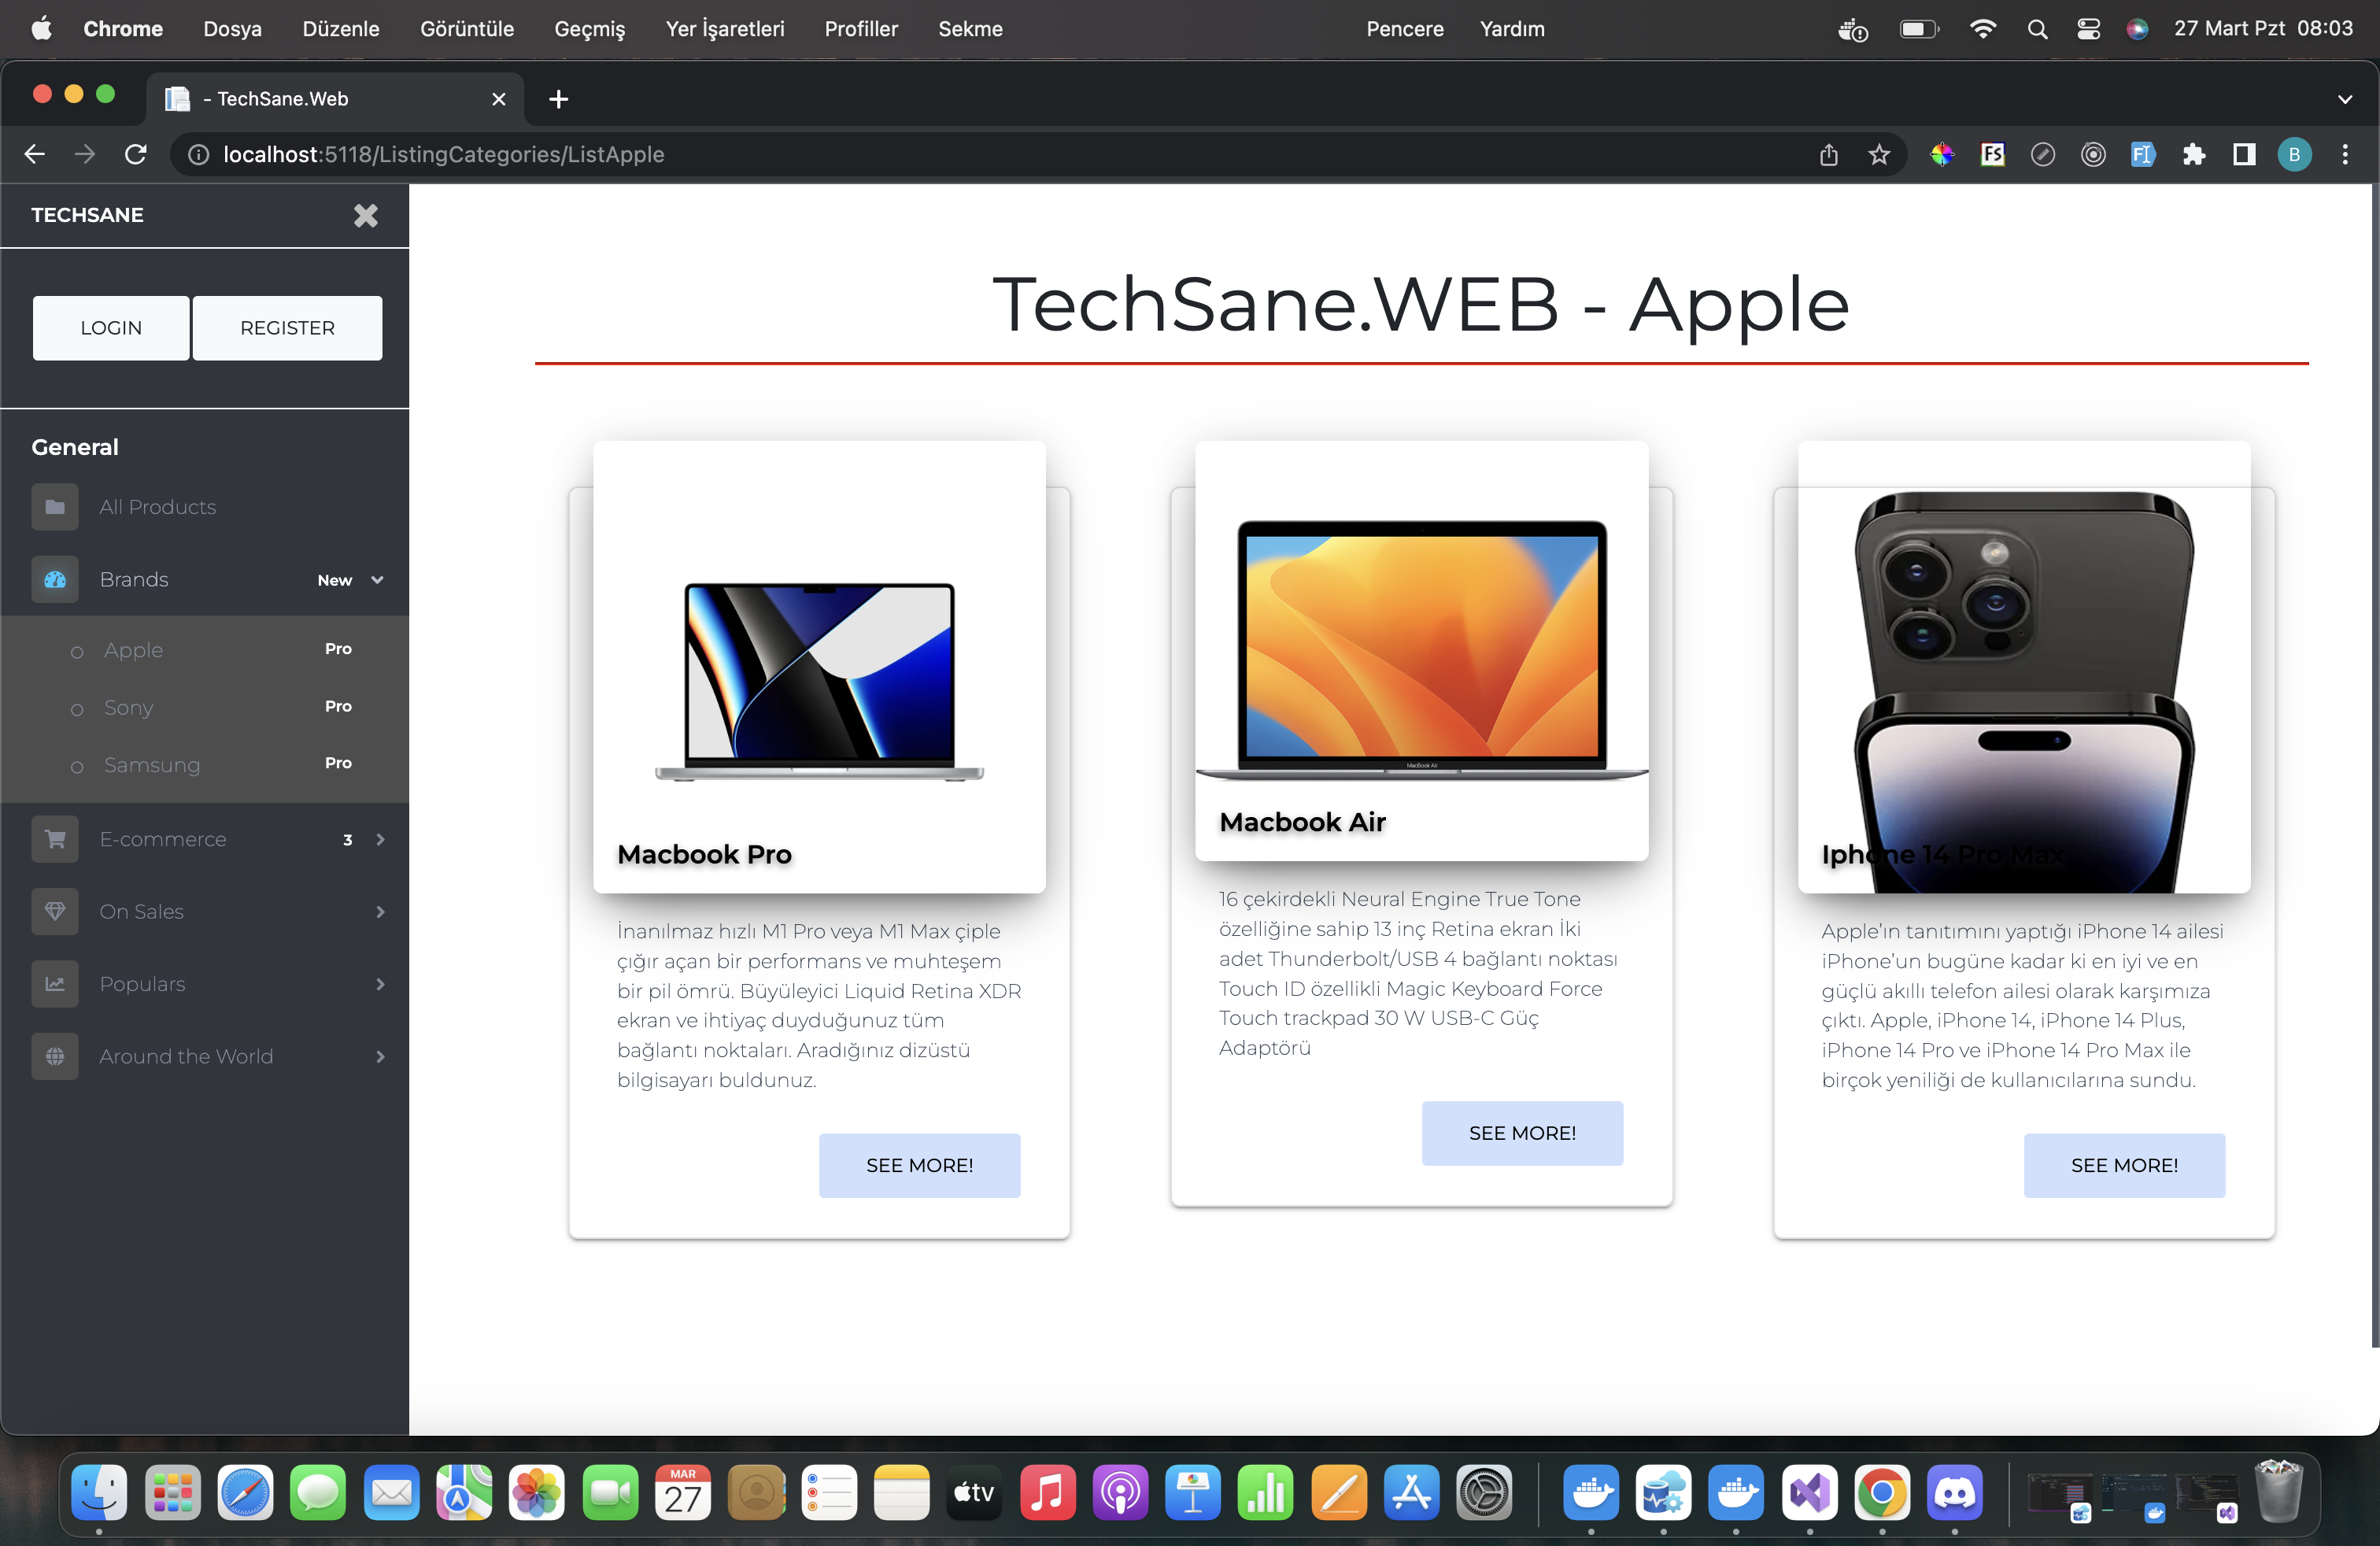 Chrome Dosya Düzenle Görüntüle Geçmiş Yer İşaretleri Profiller Sekme Pencere Yardım 27 Mart Pzt 08:03
- TechSane.Web
localhost:5118/ListingCategories/ListApple
FS
B
TECHSANE
LOGIN REGISTER
General
All Products
Brands New
Apple Pro
Sony Pro
Samsung Pro
E-commerce 3
On Sales
Populars
Around the World
TechSane.WEB - Apple
Macbook Pro
İnanılmaz hızlı M1 Pro veya M1 Max çiple
çığır açan bir performans ve muhteşem
bir pil ömrü. Büyüleyici Liquid Retina XDR
ekran ve ihtiyaç duyduğunuz tüm
bağlantı noktaları. Aradığınız dizüstü
bilgisayarı buldunuz.
SEE MORE!
MacBook Air
Macbook Air
16 çekirdekli Neural Engine True Tone
özelliğine sahip 13 inç Retina ekran İki
adet Thunderbolt/USB 4 bağlantı noktası
Touch ID özellikli Magic Keyboard Force
Touch trackpad 30 W USB-C Güç
Adaptörü
SEE MORE!
Iphone 14 Pro Max
Apple'ın tanıtımını yaptığı iPhone 14 ailesi
iPhone'un bugüne kadar ki en iyi ve en
güçlü akıllı telefon ailesi olarak karşımıza
çıktı. Apple, iPhone 14, iPhone 14 Plus,
iPhone 14 Pro ve iPhone 14 Pro Max ile
birçok yeniliği de kullanıcılarına sundu.
SEE MORE!
MAR
27
tv